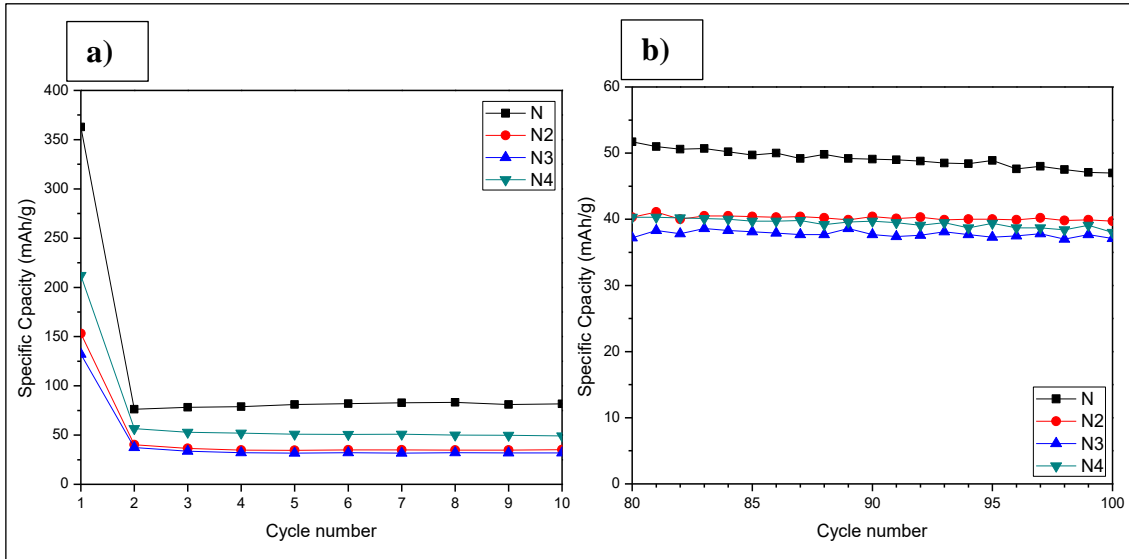 a)
400
350
300
250
200
150
100
50
0
Specific Cpacity (mAh/g)
1 2 3 4 5 6 7 8 9 10
Cycle number
N
N2
N3
N4
b)
60
50
40
30
20
10
0
Specific Cpacity (mAh/g)
80 85 90 95 100
Cycle number
N
N2
N3
N4